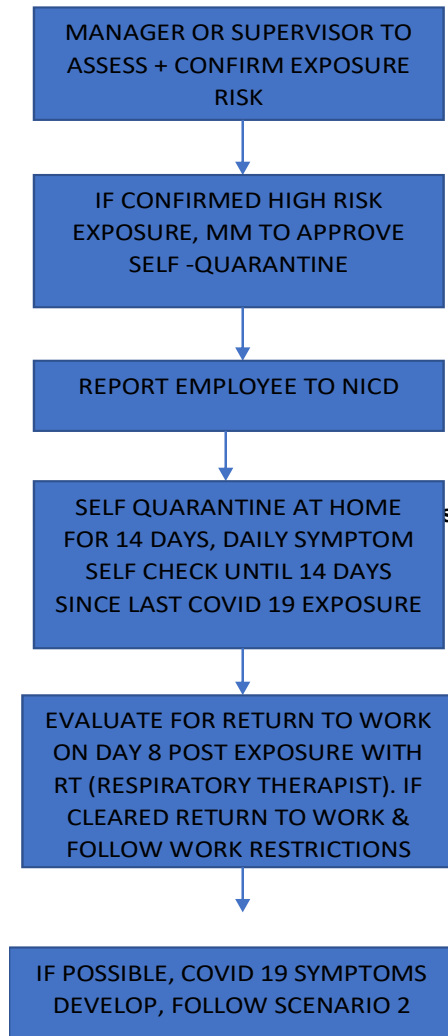 MANAGER OR SUPERVISOR TO
ASSESS + CONFIRM EXPOSURE
RISK
IF CONFIRMED HIGH RISK
EXPOSURE, MM TO APPROVE
SELF -QUARANTINE
REPORT EMPLOYEE TO NICD
SELF QUARANTINE AT HOME
FOR 14 DAYS, DAILY SYMPTOM
SELF CHECK UNTIL 14 DAYS
SINCE LAST COVID 19 EXPOSURE
EVALUATE FOR RETURN TO WORK
ON DAY 8 POST EXPOSURE WITH
RT (RESPIRATORY THERAPIST). IF
CLEARED RETURN TO WORK &
FOLLOW WORK RESTRICTIONS
IF POSSIBLE, COVID 19 SYMPTOMS
DEVELOP, FOLLOW SCENARIO 2